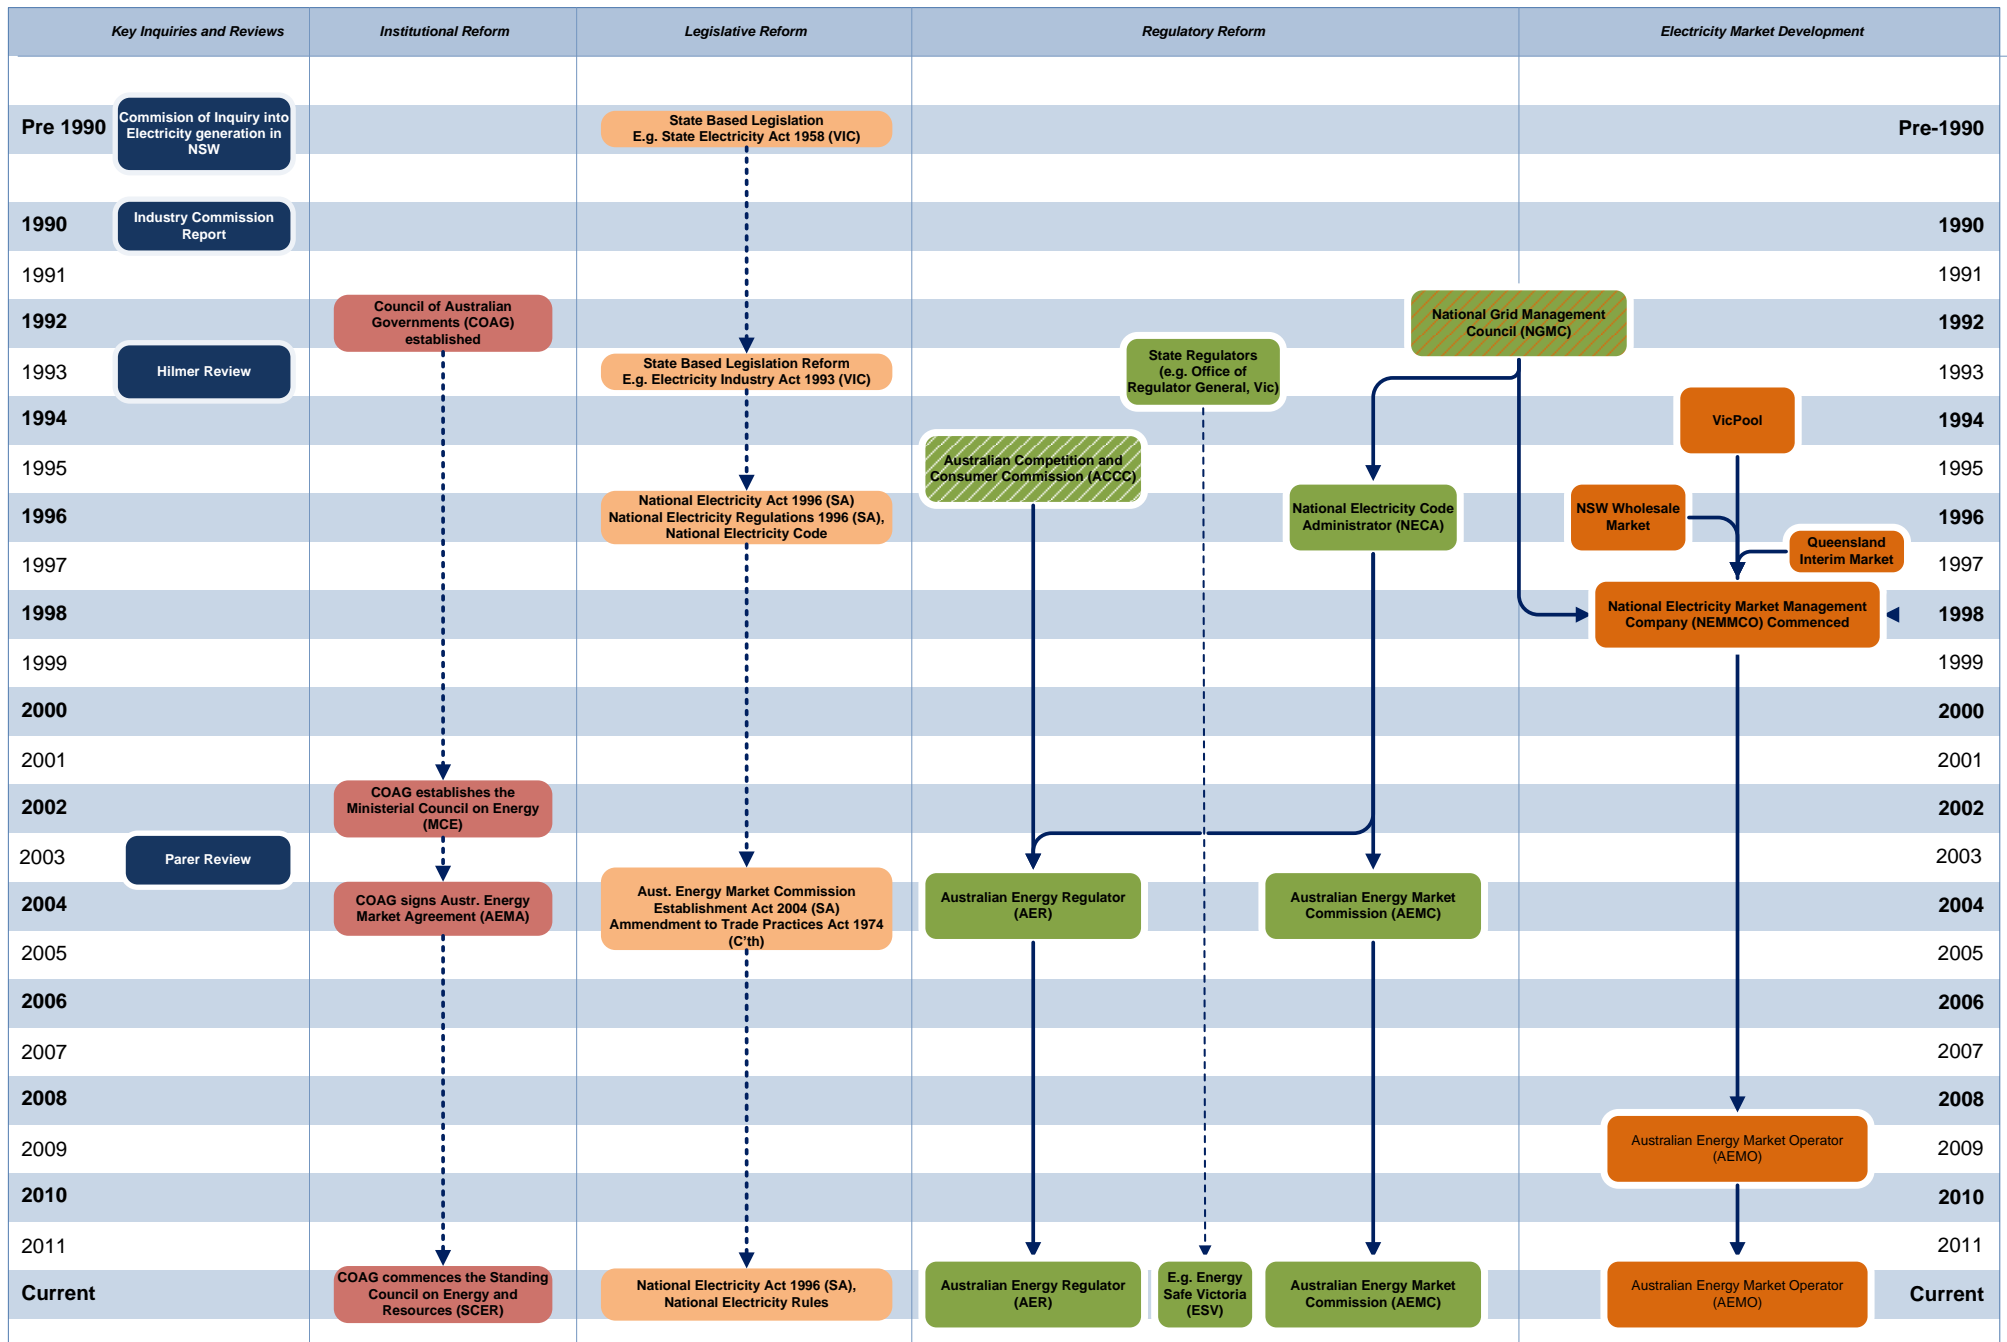 Key Inquiries and Reviews
Institutional Reform
Legislative Reform
Regulatory Reform
Electricity Market Development
Pre 1990
Commision of Inquiry into
Electricity generation in
NSW
State Based Legislation
E.g. State Electricity Act 1958 (VIC)
Pre-1990
1990
Industry Commission
Report
1990
1991
1991
1992
Council of Australian
Governments (COAG)
established
National Grid Management
Council (NGMC)
1992
1993
Hilmer Review
State Based Legislation Reform
E.g. Electricity Industry Act 1993 (VIC)
State Regulators
(e.g. Office of
Regulator General, Vic)
1993
1994
VicPool
1994
1995
Australian Competition and
Consumer Commission (ACCC)
1995
1996
National Electricity Act 1996 (SA)
National Electricity Regulations 1996 (SA),
National Electricity Code
National Electricity Code
Administrator (NECA)
NSW Wholesale
Market
1996
1997
Queensland
Interim Market
1997
1998
National Electricity Market Management
Company (NEMMCO) Commenced
1998
1999
1999
2000
2000
2001
2001
2002
COAG establishes the
Ministerial Council on Energy
(MCE)
2002
2003
Parer Review
2003
2004
COAG signs Austr. Energy
Market Agreement (AEMA)
Aust. Energy Market Commission
Establishment Act 2004 (SA)
Ammendment to Trade Practices Act 1974
(C'th)
Australian Energy Regulator
(AER)
Australian Energy Market
Commission (AEMC)
2004
2005
2005
2006
2006
2007
2007
2008
2008
2009
Australian Energy Market Operator
(AEMO)
2009
2010
2010
2011
2011
Current
COAG commences the Standing
Council on Energy and
Resources (SCER)
National Electricity Act 1996 (SA),
National Electricity Rules
Australian Energy Regulator
(AER)
E.g. Energy
Safe Victoria
(ESV)
Australian Energy Market
Commission (AEMC)
Australian Energy Market Operator
(AEMO)
Current